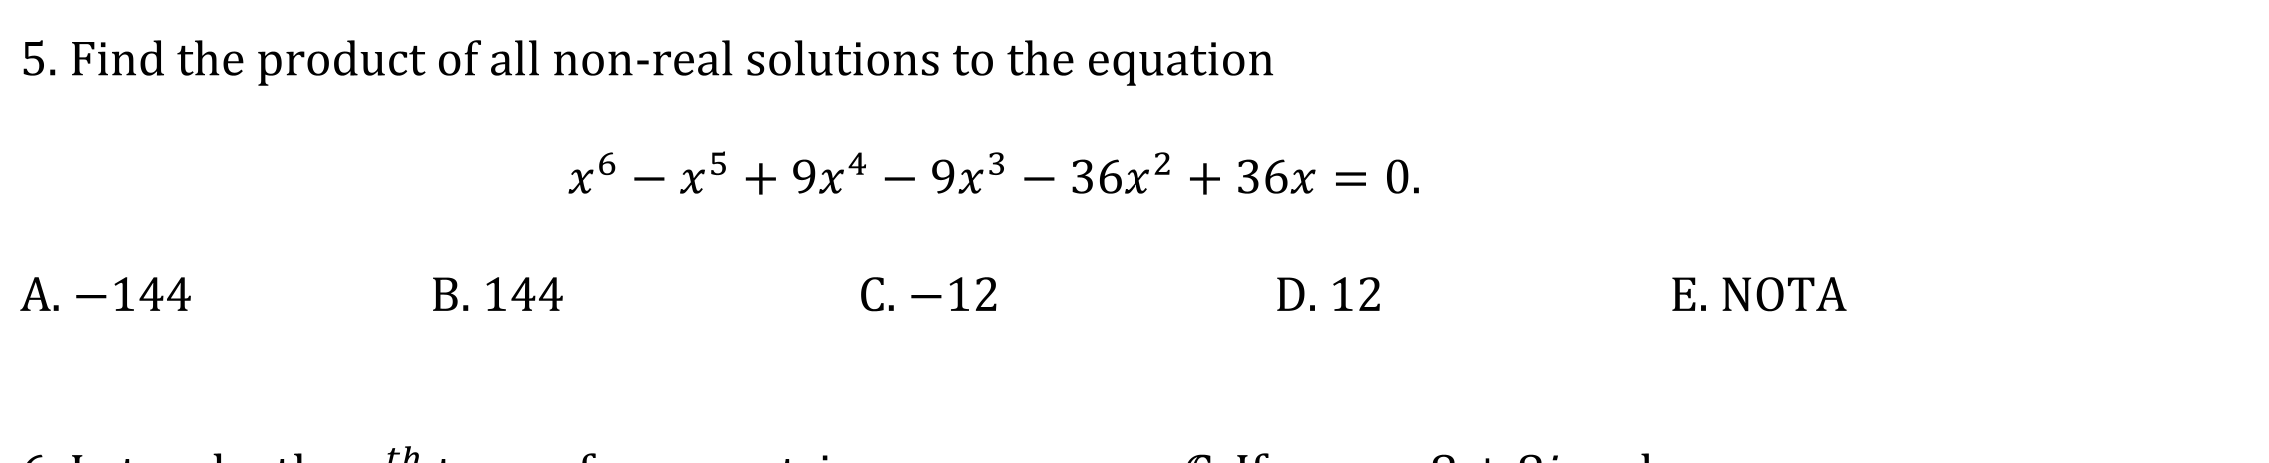 5. Find the product of all non-real solutions to the equation
x⁶ − x⁵ + 9x⁴ − 9x³ − 36x² + 36x = 0.
A. −144 B. 144 C. −12 D. 12 E. NOTA